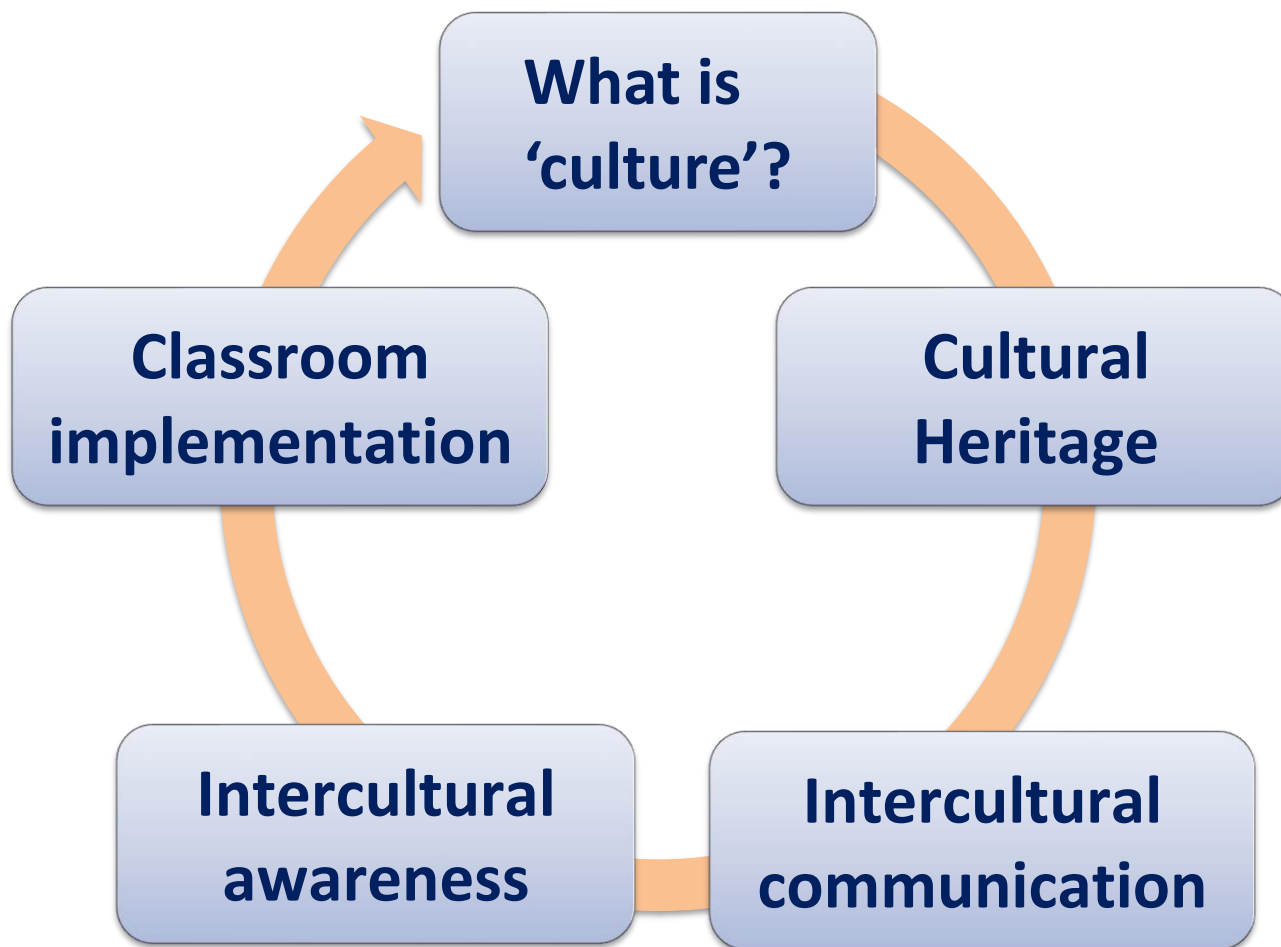 What is
‘culture’?
Cultural
Heritage
Intercultural
communication
Intercultural
awareness
Classroom
implementation